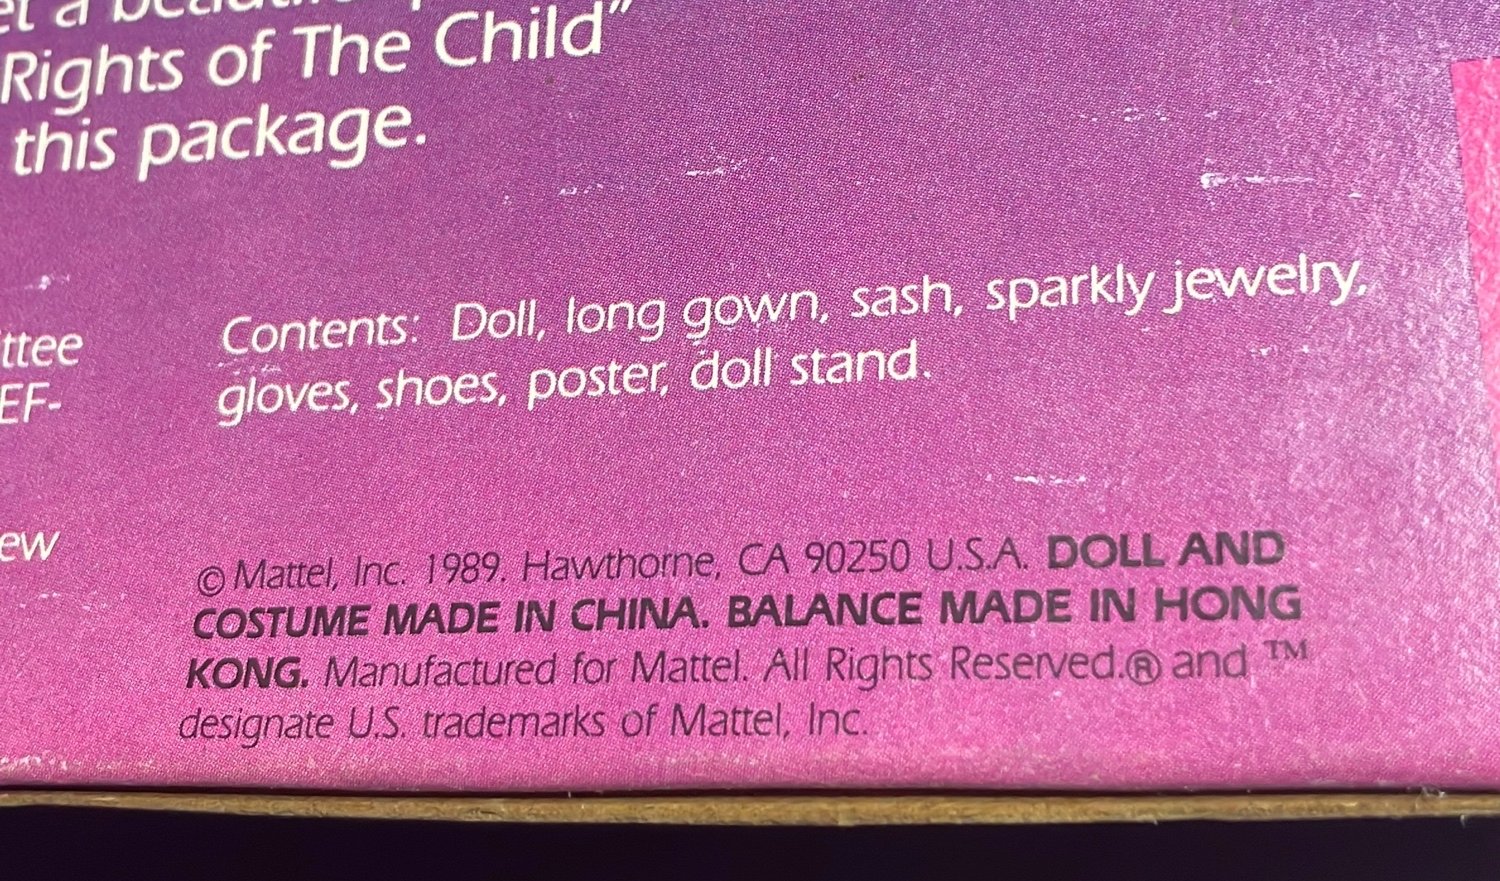 et a
Rights of The Child"
this package.
ttee
EF-
ew
Contents: Doll, long gown, sash, sparkly jewelry,
gloves, shoes, poster, doll stand.
© Mattel, Inc. 1989. Hawthorne, CA 90250 U.S.A. DOLL AND
COSTUME MADE IN CHINA. BALANCE MADE IN HONG
KONG. Manufactured for Mattel. All Rights Reserved.® and ™
designate U.S. trademarks of Mattel, Inc.